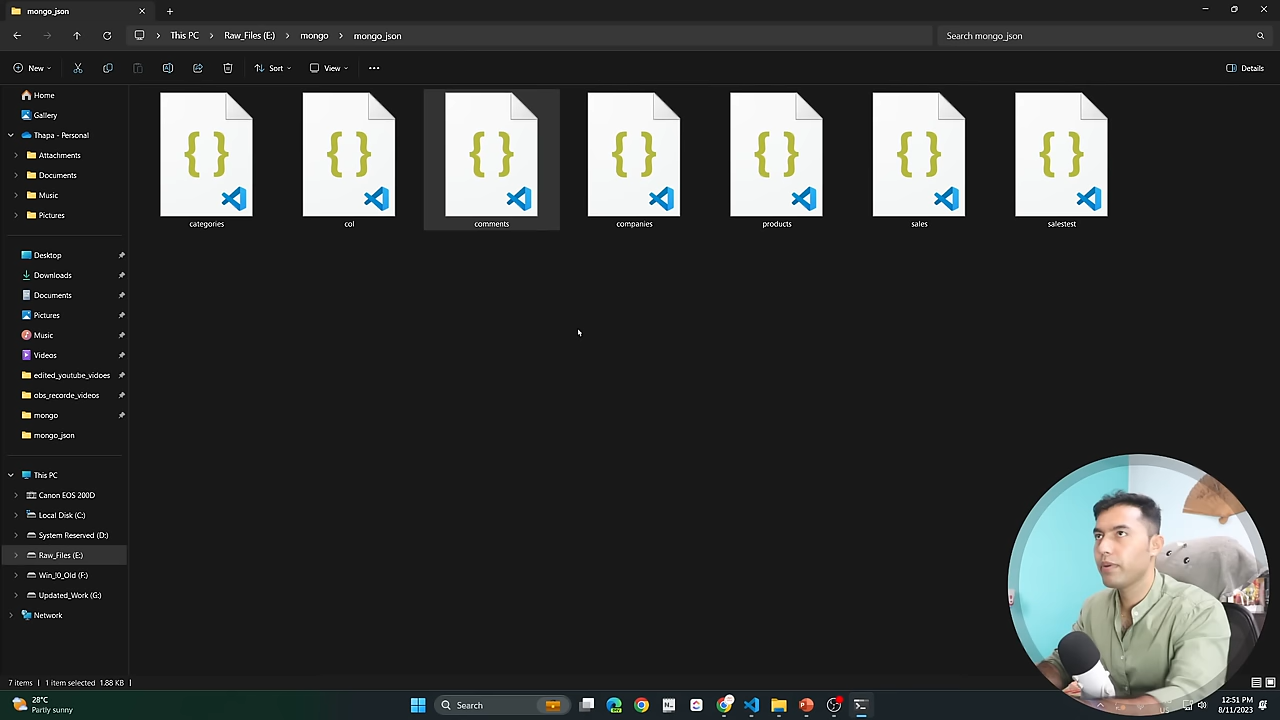 mongo_json
This PC > Raw_Files (E:) > mongo > mongo_json
Search mongo_json
New
Sort
View
Details
Home
Gallery
Thapa - Personal
Attachments
Documents
Music
Pictures
Desktop
Downloads
Documents
Pictures
Music
Videos
edited_youtube_vidoes
obs_recorde_videos
mongo
mongo_json
This PC
Canon EOS 200D
Local Disk (C:)
System Reserved (D:)
Raw_Files (E:)
Win_10_Old (F:)
Updated_Work (G:)
Network
{ } { } { } { } { } { } { }
categories col comments companies products sales salestest
7 items 1 item selected 1.88 KB
28°C
Partly sunny
Search
12:51 PM
8/11/2023